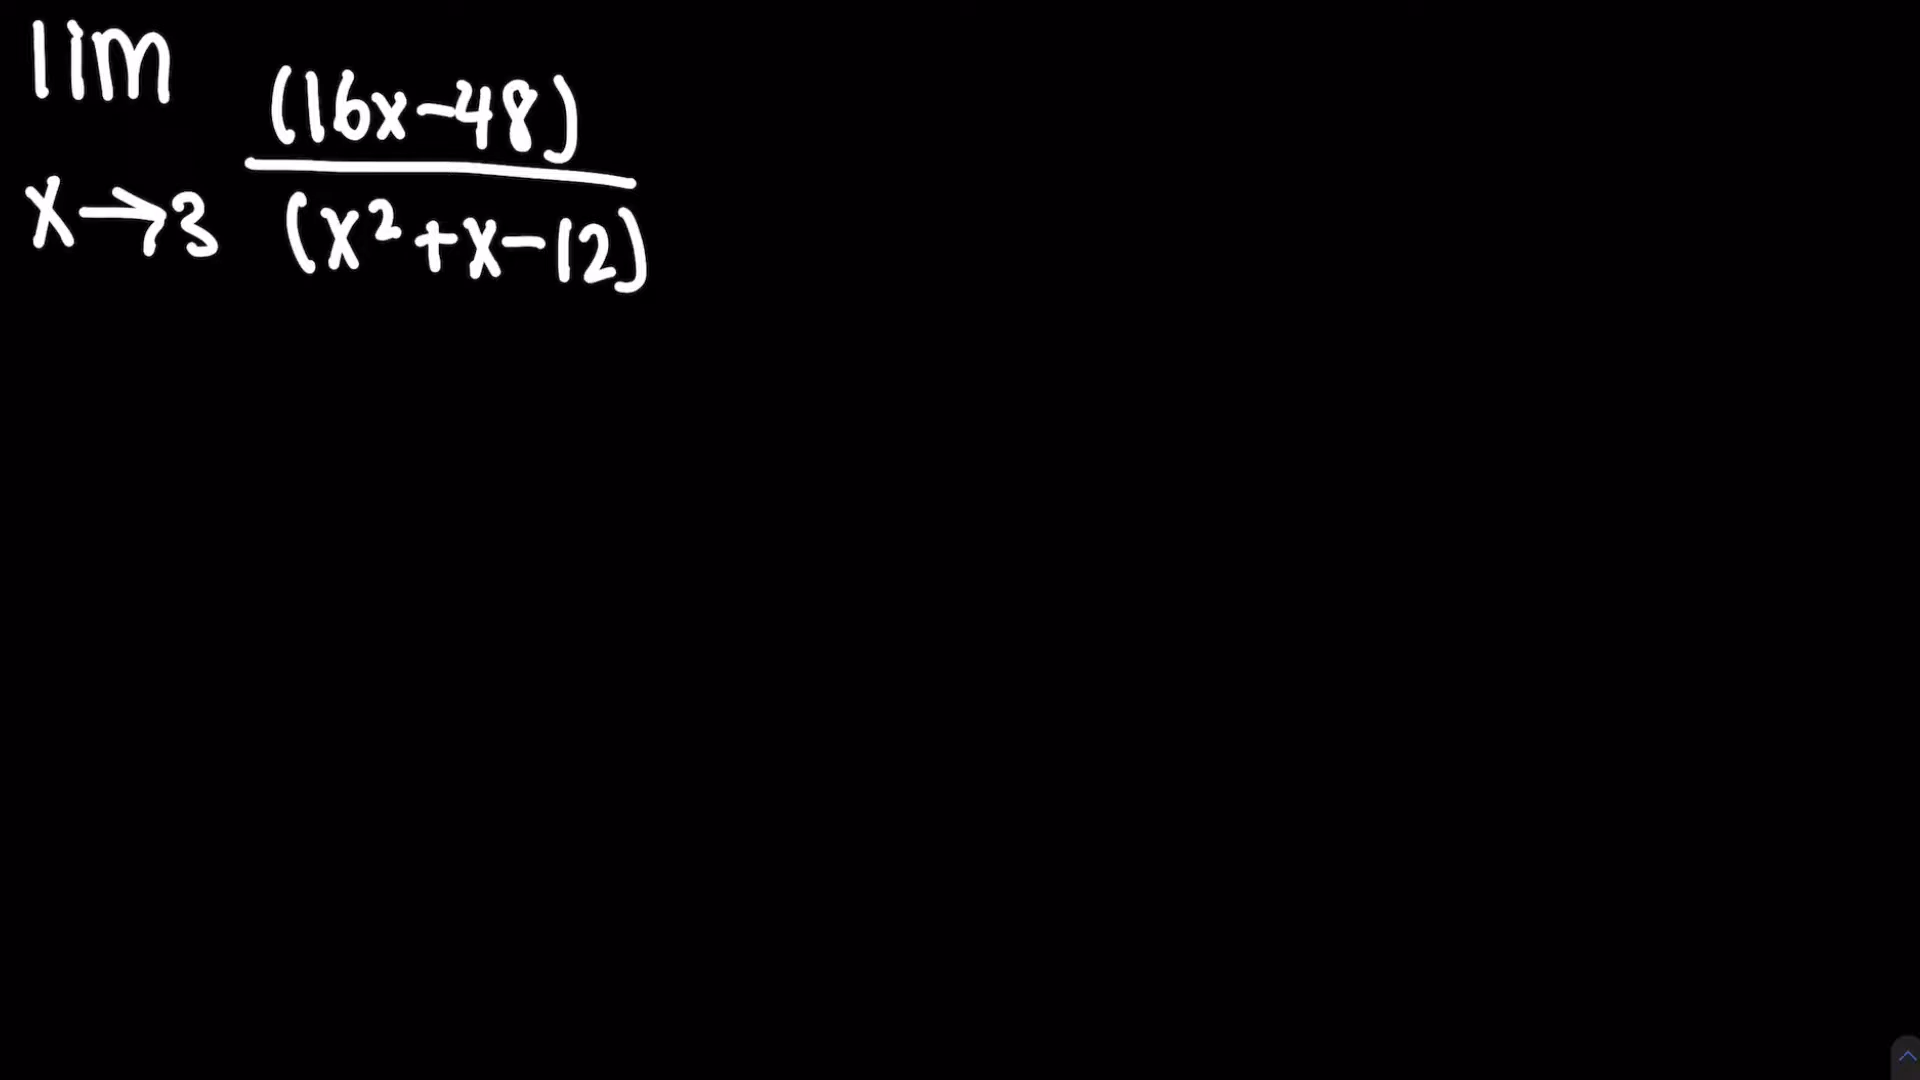 lim (16x-48)
x→3 (x²+x-12)